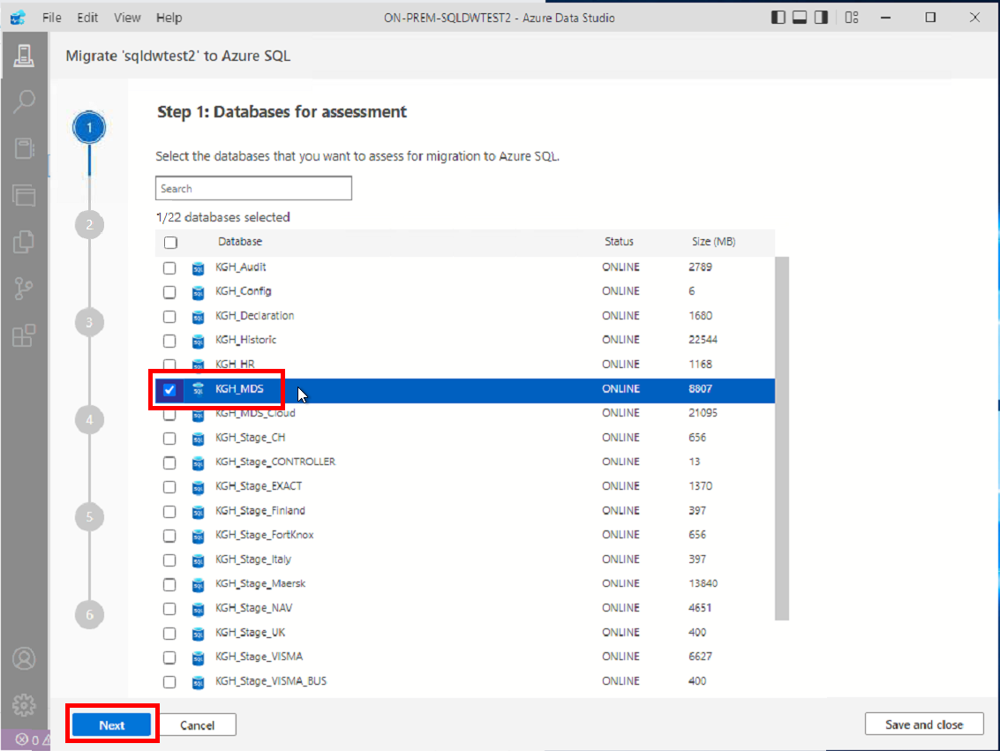 File Edit View Help ON-PREM-SQLDWTEST2 - Azure Data Studio
Migrate 'sqldwtest2' to Azure SQL
1
2
3
4
5
6
Step 1: Databases for assessment
Select the databases that you want to assess for migration to Azure SQL.
Search
1/22 databases selected
Database Status Size (MB)
KGH_Audit ONLINE 2789
KGH_Config ONLINE 6
KGH_Declaration ONLINE 1680
KGH_Historic ONLINE 22544
KGH_HR ONLINE 1168
KGH_MDS ONLINE 8807
KGH_MDS_Cloud ONLINE 21095
KGH_Stage_CH ONLINE 656
KGH_Stage_CONTROLLER ONLINE 13
KGH_Stage_EXACT ONLINE 1370
KGH_Stage_Finland ONLINE 397
KGH_Stage_FortKnox ONLINE 656
KGH_Stage_Italy ONLINE 397
KGH_Stage_Maersk ONLINE 13840
KGH_Stage_NAV ONLINE 4651
KGH_Stage_UK ONLINE 400
KGH_Stage_VISMA ONLINE 6627
KGH_Stage_VISMA_BUS ONLINE 400
Next Cancel Save and close
0